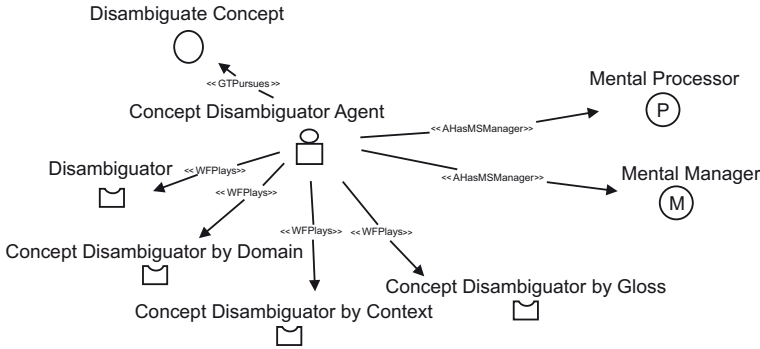 Disambiguate Concept
<< GTPursues >>
Mental Processor
P
Concept Disambiguator Agent
<< AHasMSManager>>
Disambiguator
<< WFPlays>>
<< AHasMSManager>>
Mental Manager
M
<< WFPlays>>
<< WFPlays>>
<< WFPlays>>
Concept Disambiguator by Domain
Concept Disambiguator by Gloss
Concept Disambiguator by Context